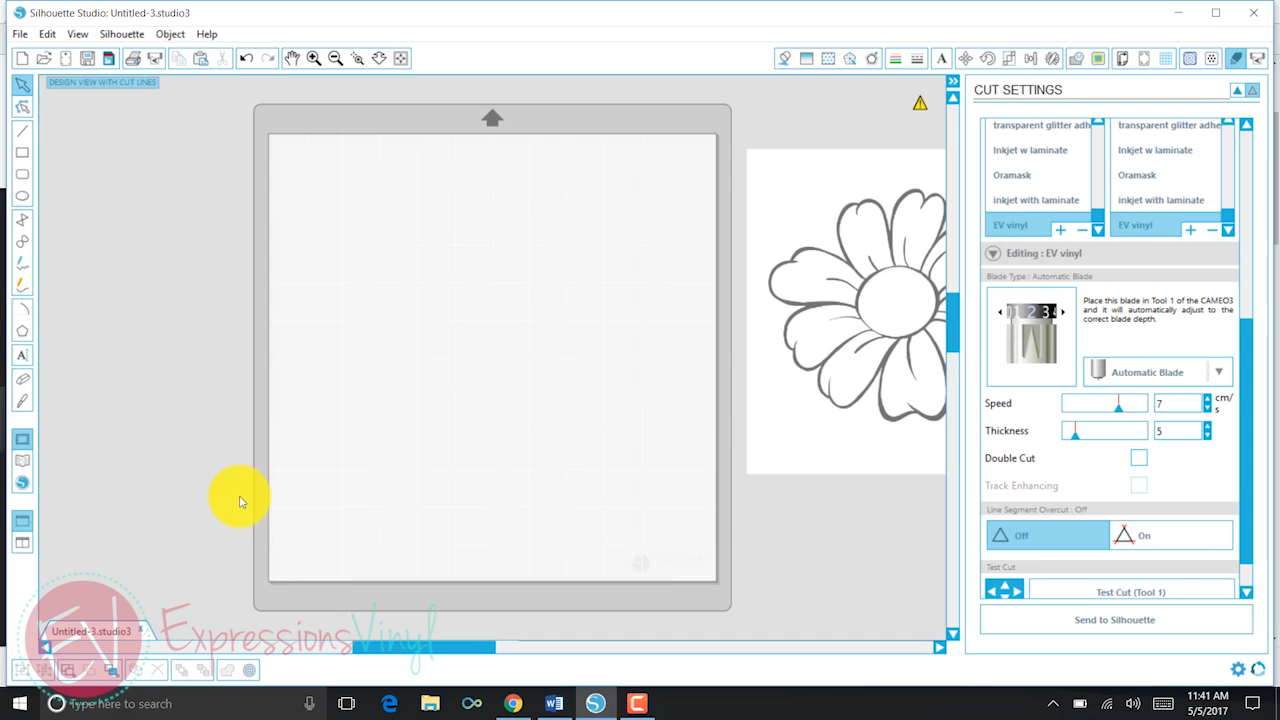 Silhouette Studio: Untitled-3.studio3
File Edit View Silhouette Object Help
DESIGN VIEW WITH CUT LINES
CUT SETTINGS
transparent glitter adh transparent glitter adhe
Inkjet w laminate Inkjet w laminate
Oramask Oramask
inkjet with laminate inkjet with laminate
EV vinyl EV vinyl
Editing : EV vinyl
Blade Type : Automatic Blade
Place this blade in Tool 1 of the CAMEO3
and it will automatically adjust to the
correct blade depth.
Automatic Blade
Speed 7 cm/
s
Thickness 5
Double Cut
Track Enhancing
Line Segment Overcut : Off
Off On
Test Cut
Test Cut (Tool 1)
Send to Silhouette
EV ExpressionsVinyl
Untitled-3.studio3 x
Type here to search
11:41 AM
5/5/2017